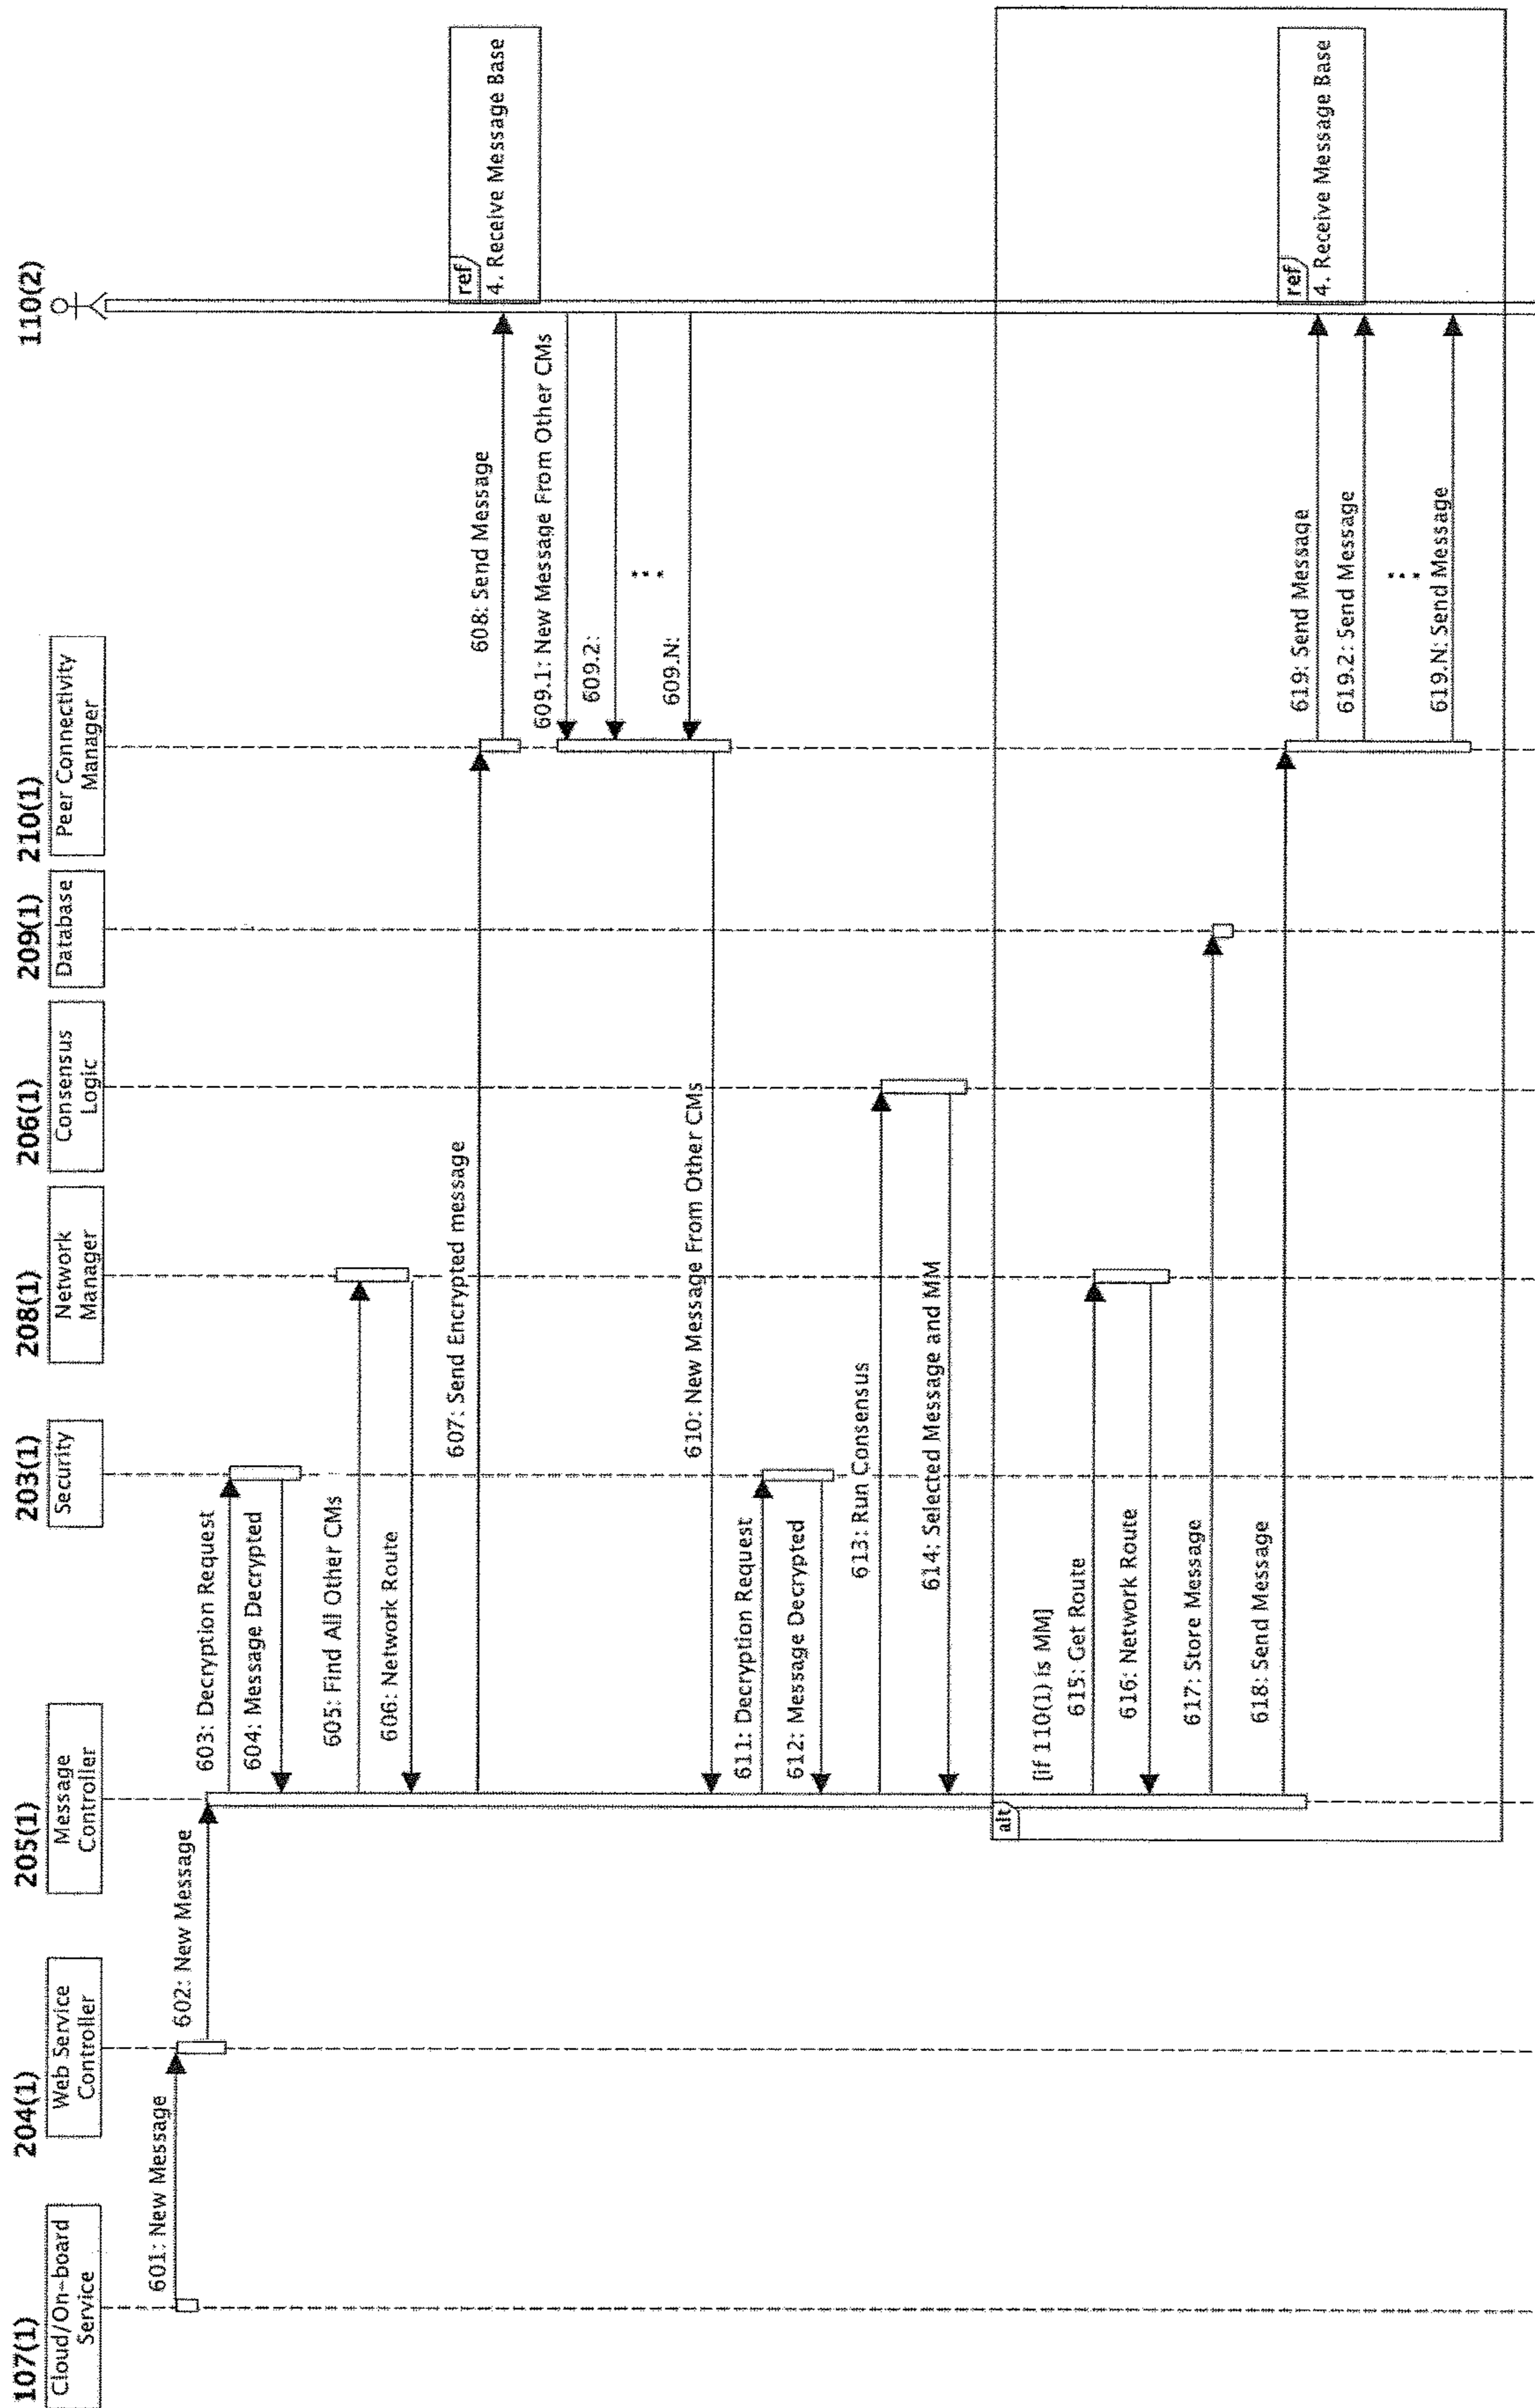 107(1)
Cloud/On-board
Service
204(1)
Web Service
Controller
205(1)
Message
Controller
203(1)
Security
208(1)
Network
Manager
206(1)
Consensus
Logic
209(1)
Database
210(1)
Peer Connectivity
Manager
110(2)
601: New Message
602: New Message
603: Decryption Request
604: Message Decrypted
605: Find All Other CMs
606: Network Route
607: Send Encrypted message
608: Send Message
ref
4. Receive Message Base
609.1: New Message From Other CMs
609.2:
609.N:
610: New Message From Other CMs
611: Decryption Request
612: Message Decrypted
613: Run Consensus
614: Selected Message and MM
alt
[if 110(1) is MM]
615: Get Route
616: Network Route
617: Store Message
618: Send Message
ref
4. Receive Message Base
619: Send Message
619.2: Send Message
619.N: Send Message